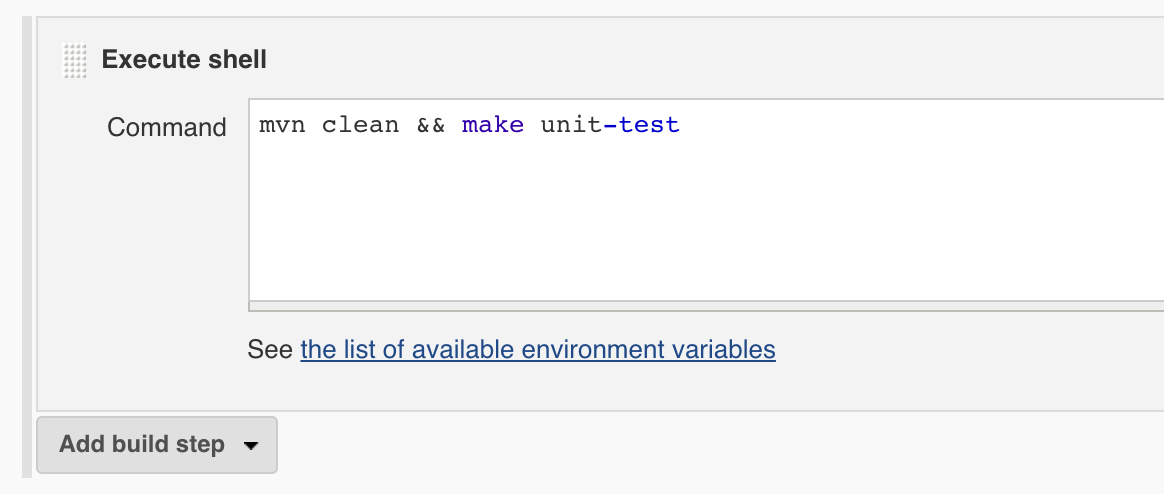 Execute shell
Command
mvn clean && make unit-test
See the list of available environment variables
Add build step